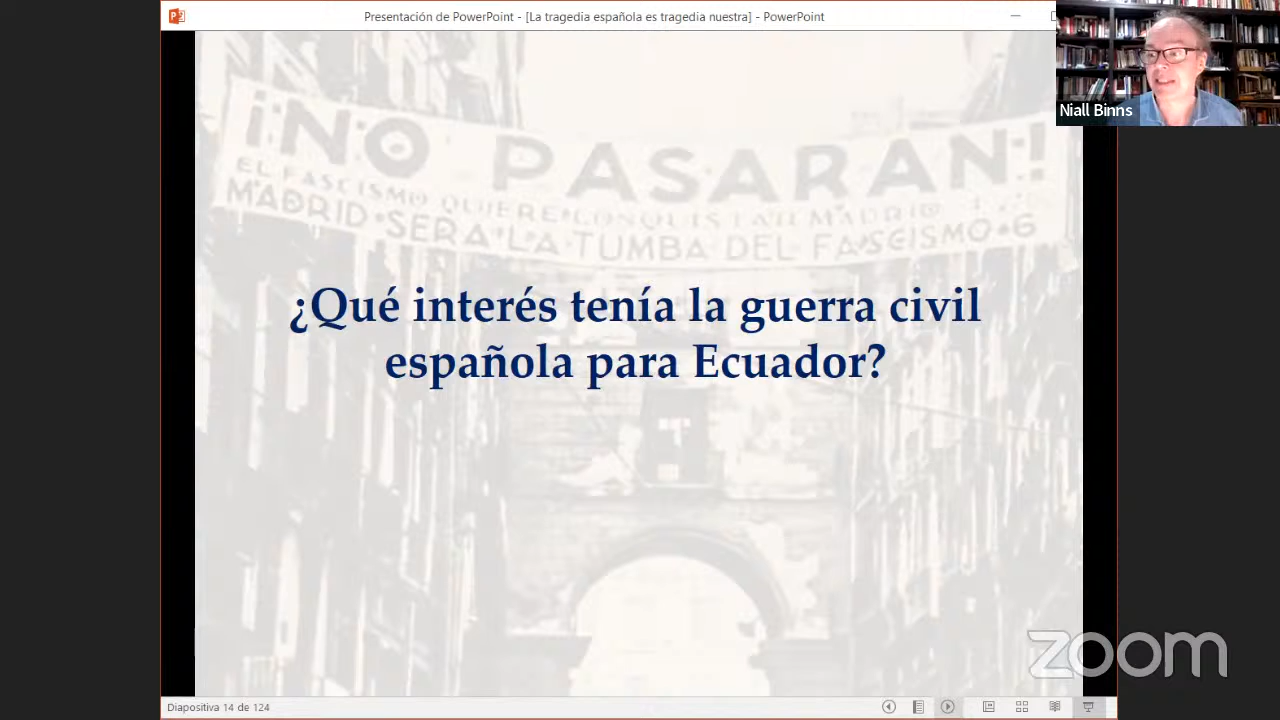 Presentación de PowerPoint - [La tragedia española es tragedia nuestra] - PowerPoint
Niall Binns
¡NO PASARAN!
EL FASCISMO QUIERE CONQUISTAR MADRID
MADRID SERA LA TUMBA DEL FASCISMO
¿Qué interés tenía la guerra civil
española para Ecuador?
zoom
Diapositiva 14 de 124